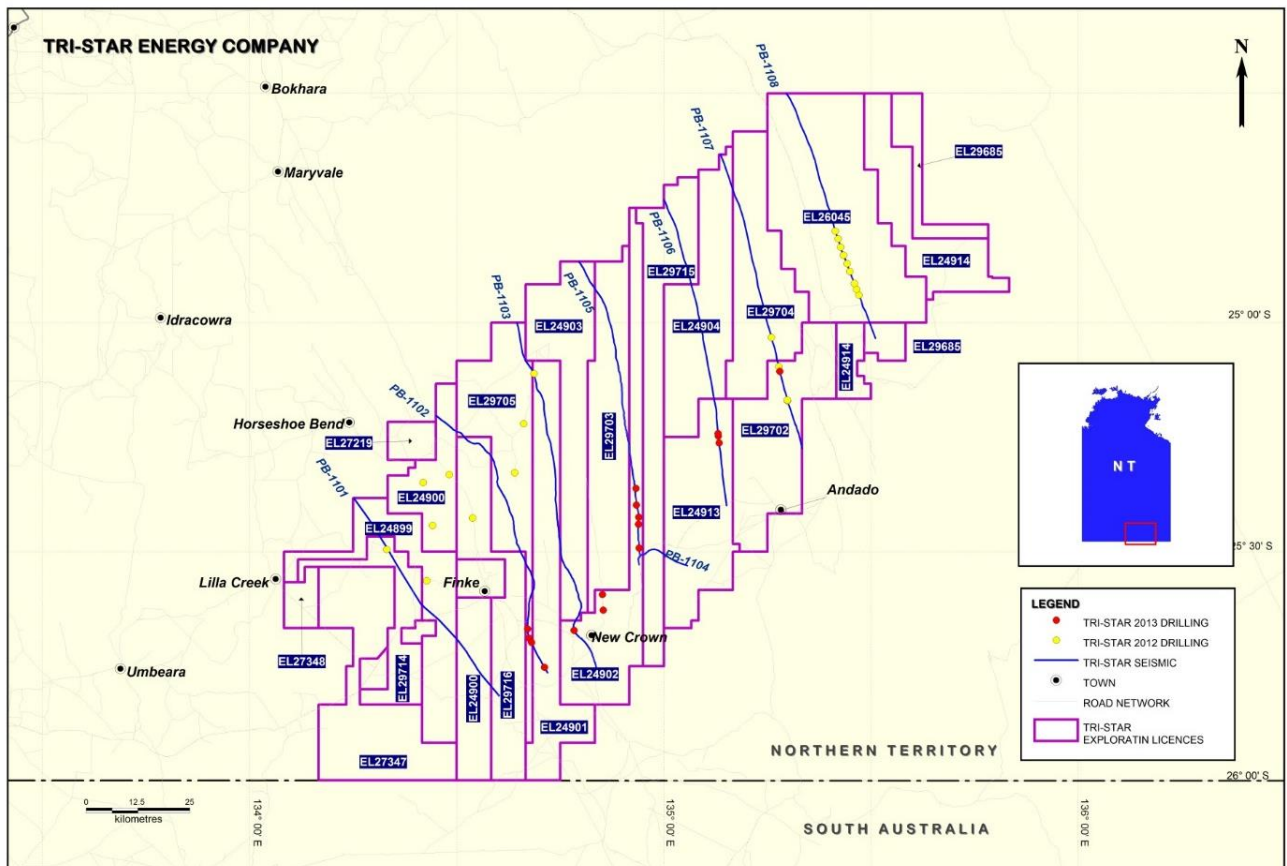 TRI-STAR ENERGY COMPANY
N
PB-1108
Bokhara
PB-1107
EL29685
Maryvale
PB-1106
EL26045
EL24914
EL29715
PB-1105
PB-1103
Idracowra
EL24903
EL24904
EL29704
25° 00' S
EL29685
EL24914
PB-1102
EL29705
Horseshoe Bend
EL27219
EL29703
EL29702
PB-1101
EL24900
Andado
EL24913
EL24899
25° 30' S
PB-1104
Lilla Creek
Finke
New Crown
EL27348
EL29714
EL24902
Umbeara
EL24900
EL29716
EL24901
EL27347
NT
LEGEND
TRI-STAR 2013 DRILLING
TRI-STAR 2012 DRILLING
TRI-STAR SEISMIC
TOWN
ROAD NETWORK
TRI-STAR
EXPLORATIN LICENCES
NORTHERN TERRITORY
26° 00' S
SOUTH AUSTRALIA
0 12.5 25
kilometres
134° 00' E
135° 00' E
136° 00' E